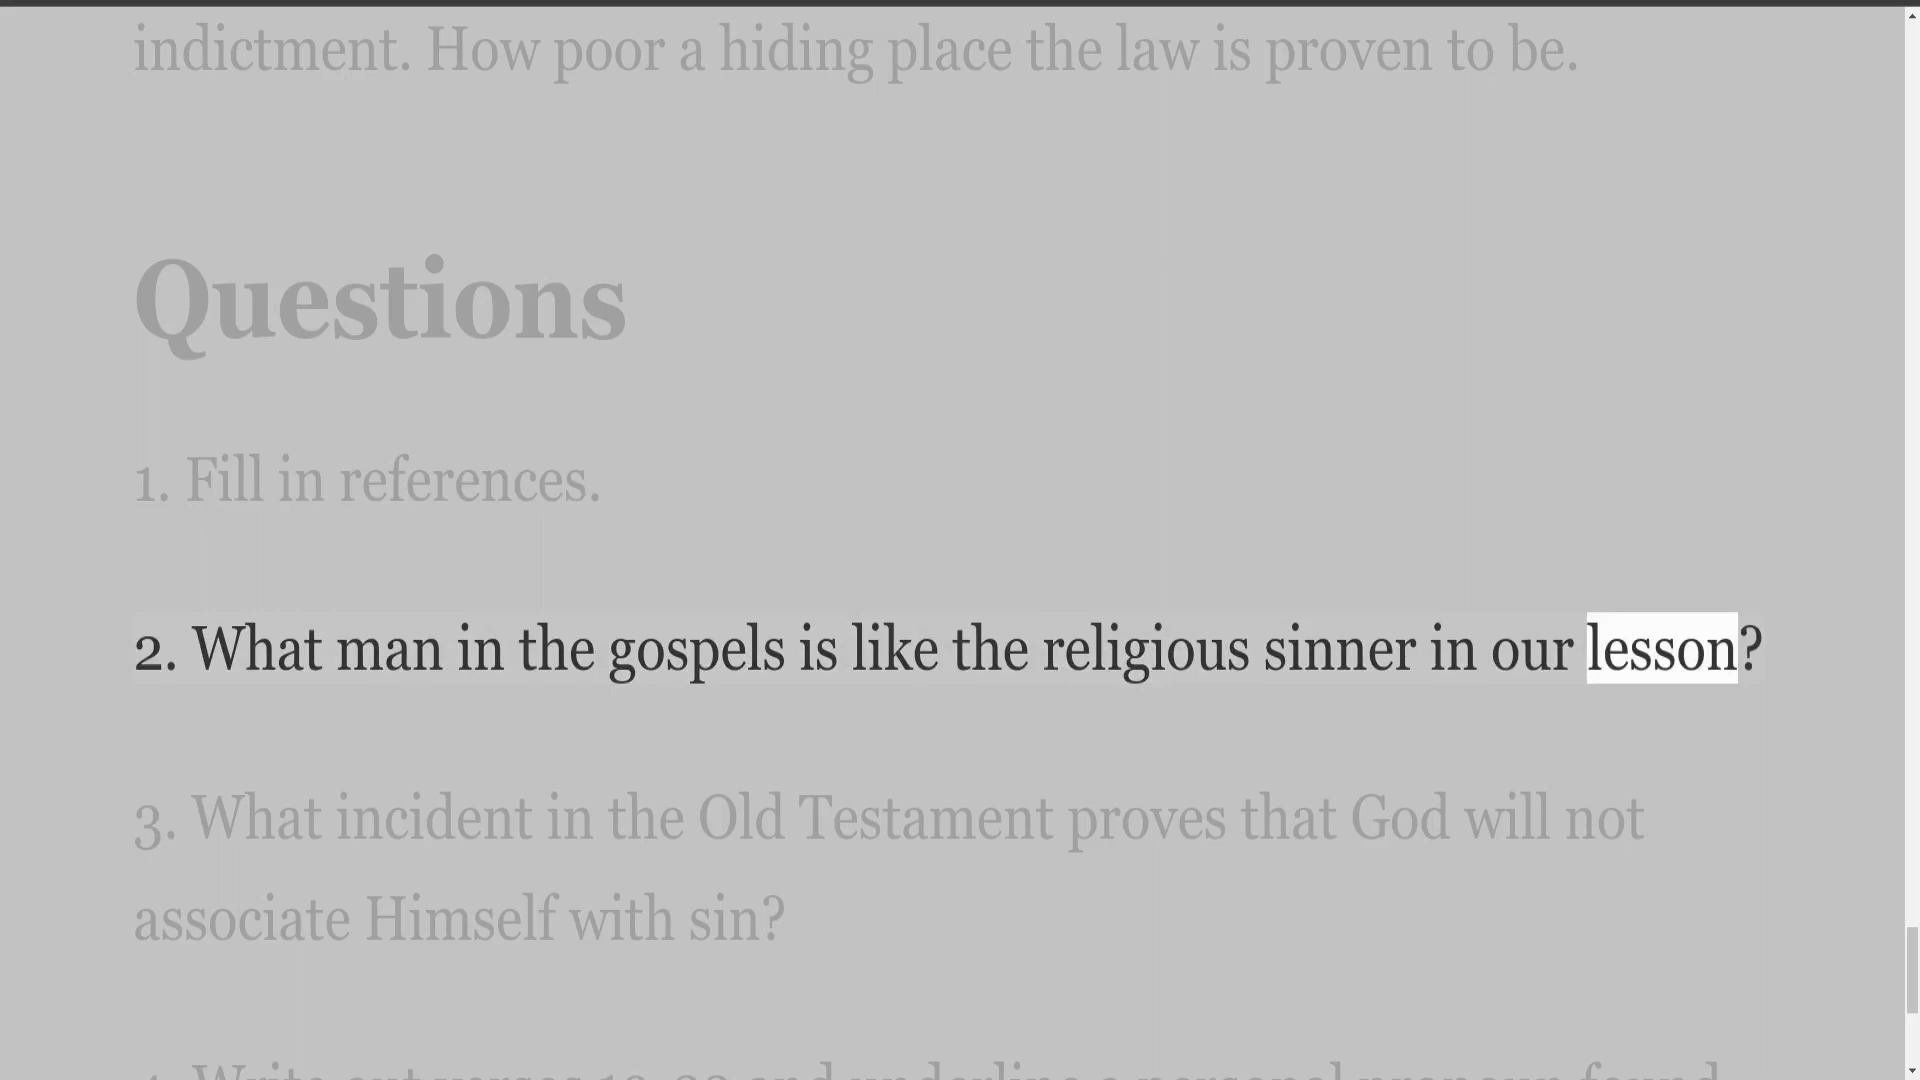 indictment. How poor a hiding place the law is proven to be.
Questions
1. Fill in references.
2. What man in the gospels is like the religious sinner in our lesson?
3. What incident in the Old Testament proves that God will not
associate Himself with sin?